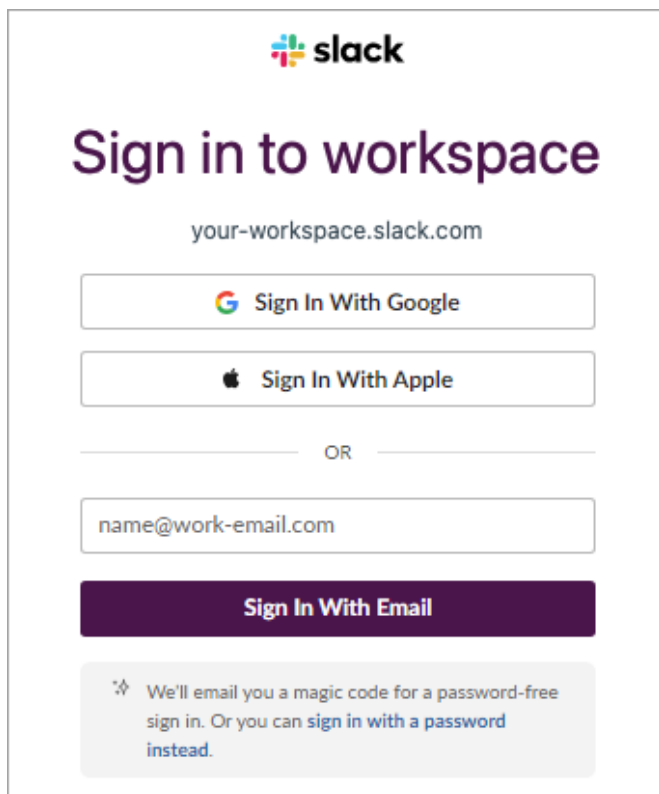 slack
Sign in to workspace
your-workspace.slack.com
Sign In With Google
Sign In With Apple
OR
name@work-email.com
Sign In With Email
We'll email you a magic code for a password-free
sign in. Or you can sign in with a password
instead.